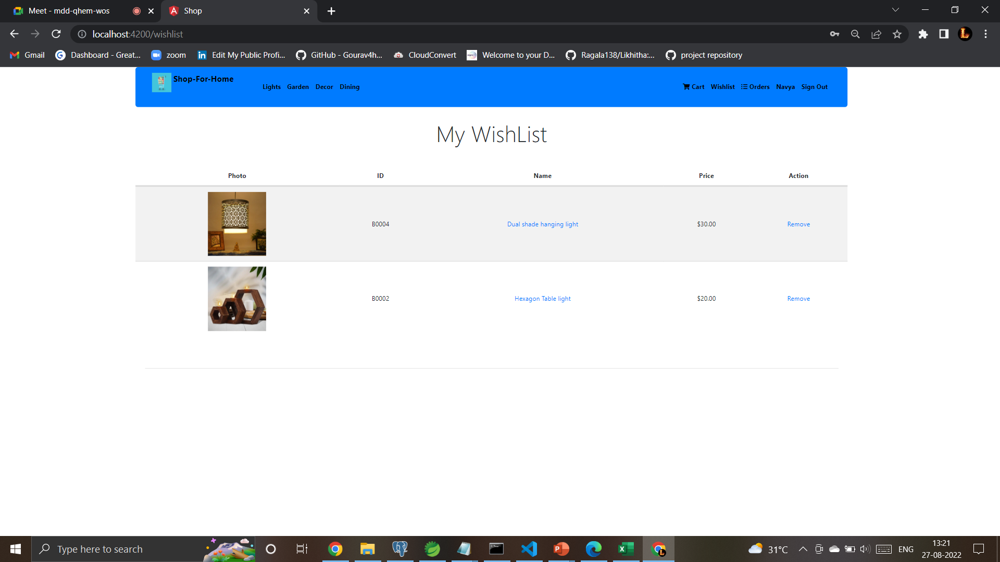 Meet - mdd-qhem-wos
Shop
localhost:4200/wishlist
Gmail
Dashboard - Great...
zoom
Edit My Public Profi...
GitHub - Gourav4h...
CloudConvert
Welcome to your D...
Ragala138/Likhitha:...
project repository
Shop-For-Home
Lights Garden Decor Dining
Cart Wishlist Orders Navya Sign Out
My WishList
Photo ID Name Price Action
B0004 Dual shade hanging light $30.00 Remove
B0002 Hexagon Table light $20.00 Remove
Type here to search
31°C
ENG
13:21
27-08-2022